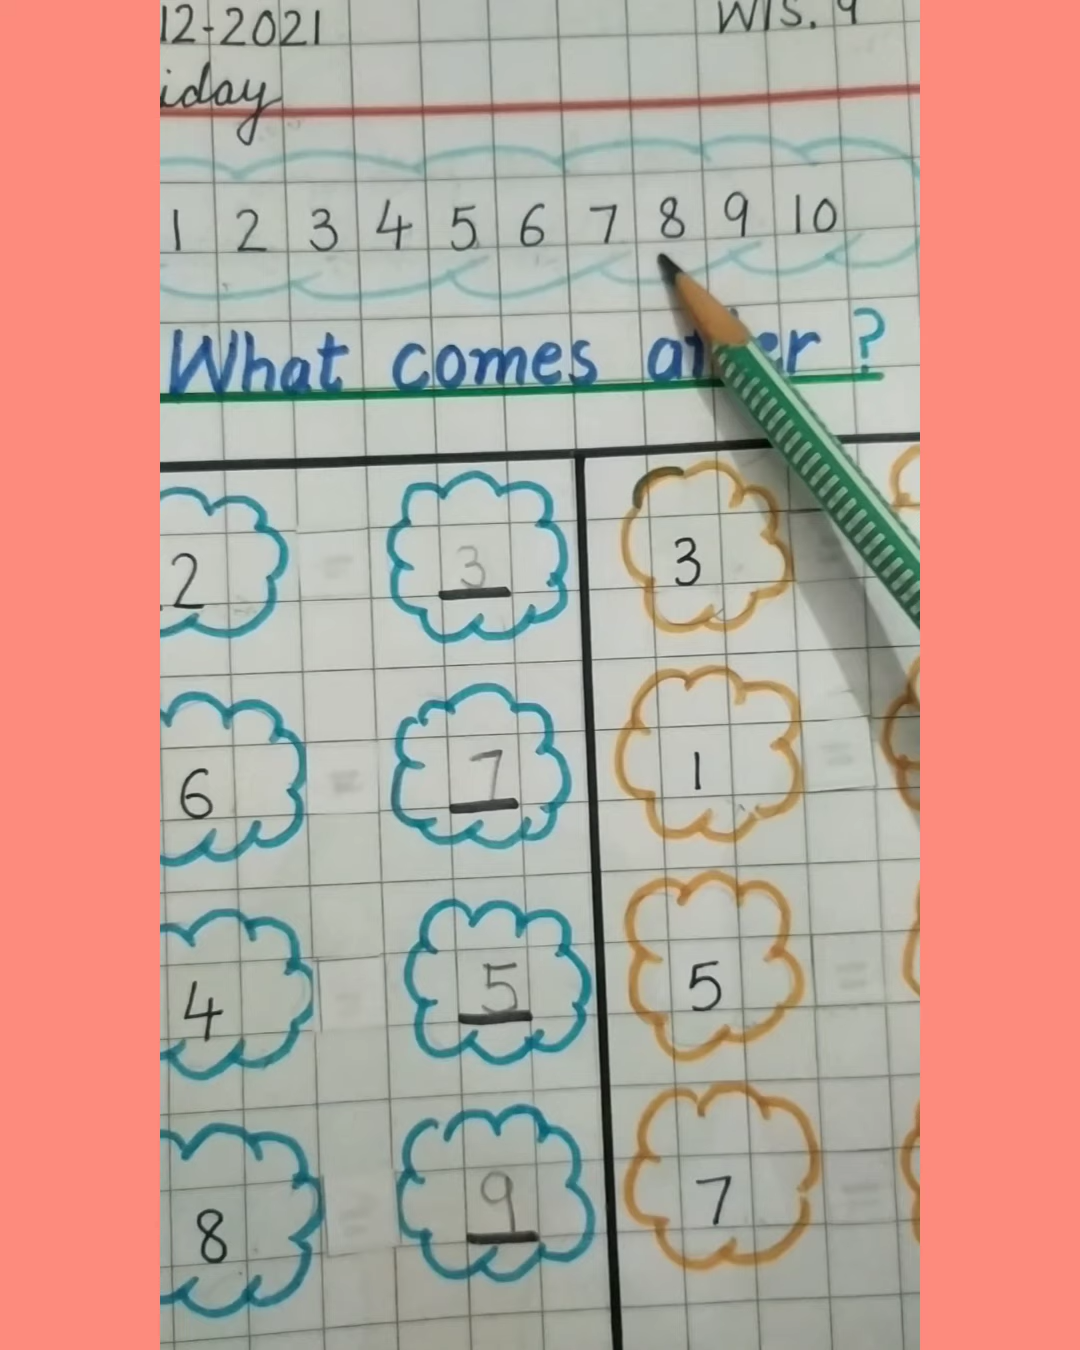 12-2021 W/S. 9
iday
1 2 3 4 5 6 7 8 9 10
What comes after ?
2 = 3 3 =
6 = 7 1 =
4 = 5 5 =
8 = 9 7 =